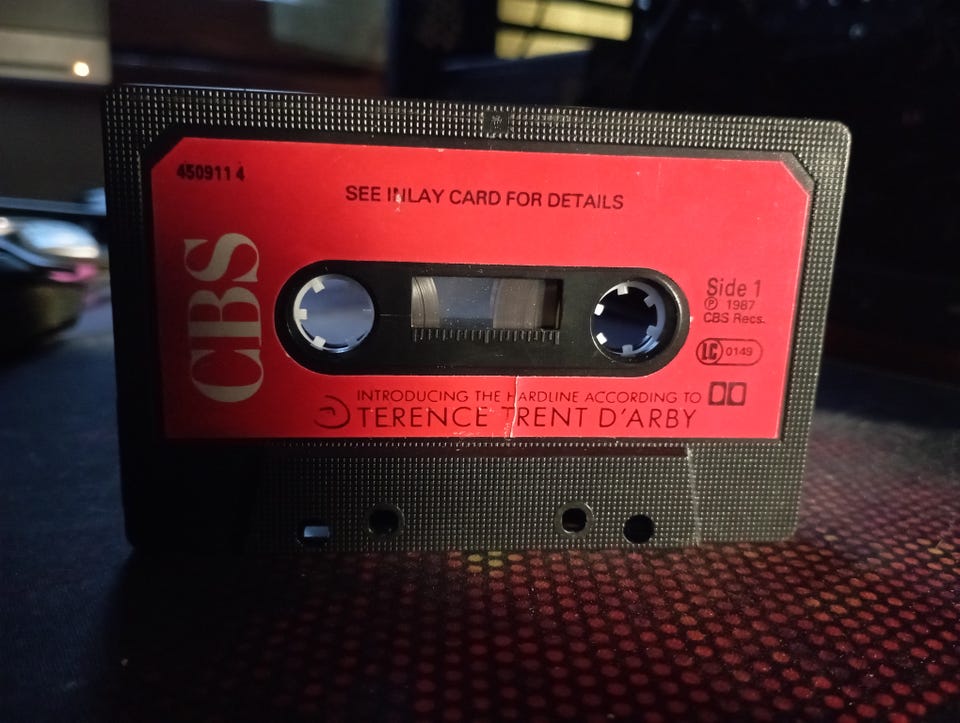 450911 4
SEE INLAY CARD FOR DETAILS
CBS
Side 1
℗ 1987
CBS Recs.
LC 0149
INTRODUCING THE HARDLINE ACCORDING TO
TERENCE TRENT D'ARBY